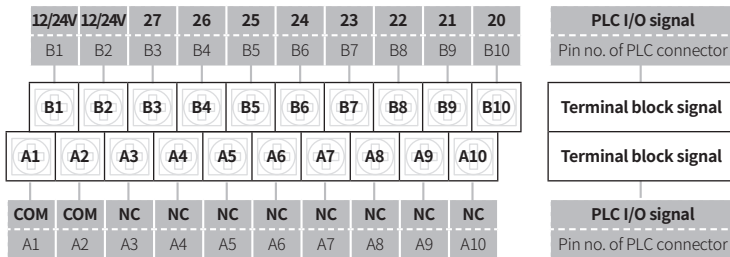 12/24V 12/24V 27 26 25 24 23 22 21 20 PLC I/O signal
B1 B2 B3 B4 B5 B6 B7 B8 B9 B10 Pin no. of PLC connector
B1 B2 B3 B4 B5 B6 B7 B8 B9 B10 Terminal block signal
A1 A2 A3 A4 A5 A6 A7 A8 A9 A10 Terminal block signal
COM COM NC NC NC NC NC NC NC NC PLC I/O signal
A1 A2 A3 A4 A5 A6 A7 A8 A9 A10 Pin no. of PLC connector